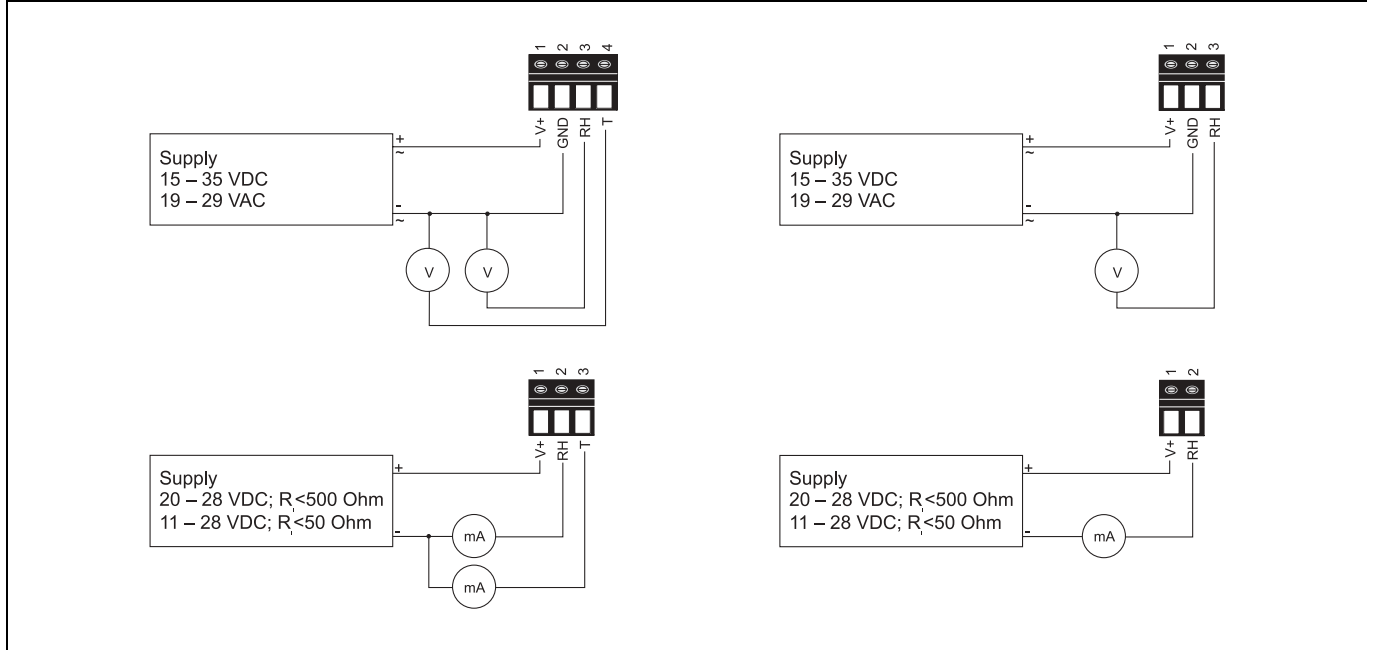 1 2 3 4
V+ GND RH T
Supply
15 – 35 VDC
19 – 29 VAC
+
~
-
~
V V
1 2 3
V+ GND RH
Supply
15 – 35 VDC
19 – 29 VAC
+
~
-
~
V
1 2 3
V+ RH T
Supply
20 – 28 VDC; R <500 Ohm
11 – 28 VDC; R <50 Ohm
+
-
mA
mA
1 2
V+ RH
Supply
20 – 28 VDC; R <500 Ohm
11 – 28 VDC; R <50 Ohm
+
-
mA